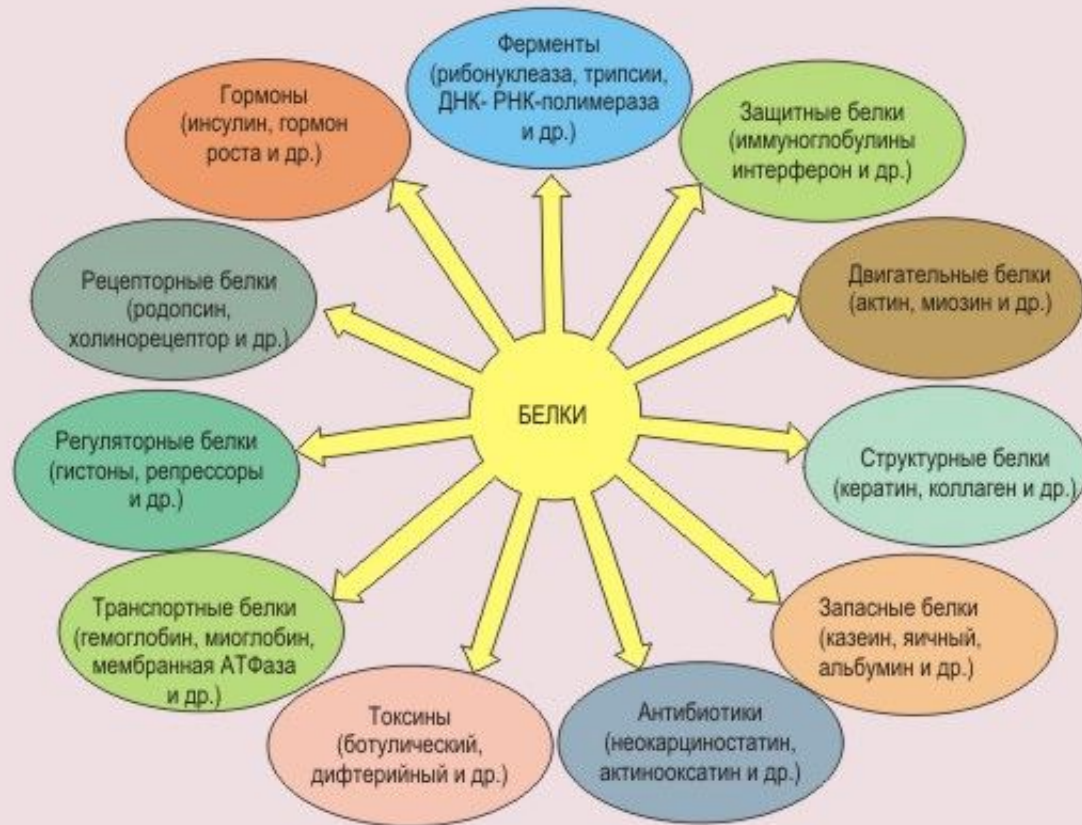 Ферменты
(рибонуклеаза, трипсии,
ДНК- РНК-полимераза
и др.)
Защитные белки
(иммуноглобулины
интерферон и др.)
Двигательные белки
(актин, миозин и др.)
Структурные белки
(кератин, коллаген и др.)
Запасные белки
(казеин, яичный,
альбумин и др.)
Антибиотики
(неокарциностатин,
актинооксатин и др.)
Токсины
(ботулический,
дифтерийный и др.)
Транспортные белки
(гемоглобин, миоглобин,
мембранная АТФаза
и др.)
Регуляторные белки
(гистоны, репрессоры
и др.)
Рецепторные белки
(родопсин,
холинорецептор и др.)
Гормоны
(инсулин, гормон
роста и др.)
БЕЛКИ